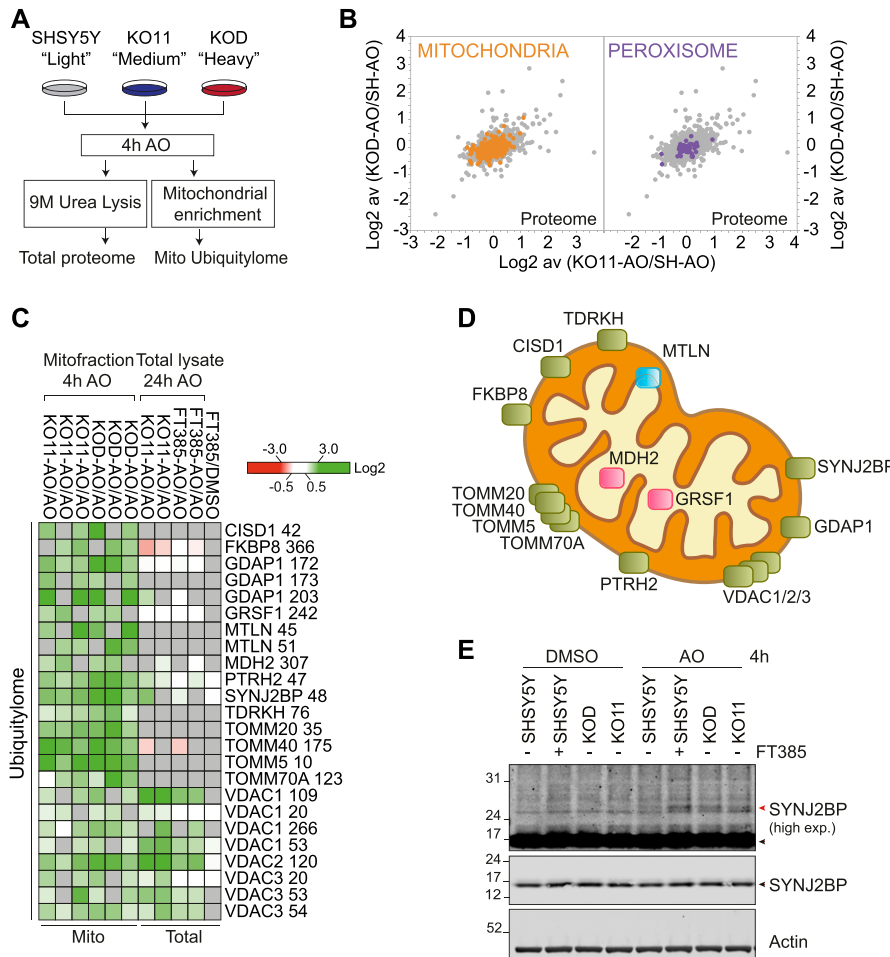 A
SHSY5Y
"Light"
KO11
"Medium"
KOD
"Heavy"
4h AO
9M Urea Lysis
Mitochondrial
enrichment
Total proteome
Mito Ubiquitylome
B
MITOCHONDRIA
PEROXISOME
Log2 av (KOD-AO/SH-AO)
4
3
2
1
0
-1
-2
-3
Proteome
Proteome
4
3
2
1
0
-1
-2
-3
Log2 av (KOD-AO/SH-AO)
-2 -1 0 1 2 3
-3 -2 -1 0 1 2 3 4
Log2 av (KO11-AO/SH-AO)
C
Mitofraction
4h AO
Total lysate
24h AO
KO11-AO/AO
KO11-AO/AO
KO11-AO/AO
KOD-AO/AO
KOD-AO/AO
KOD-AO/AO
KO11-AO/AO
KO11-AO/AO
FT385-AO/AO
FT385-AO/AO
FT385/DMSO
-3.0 3.0
Log2
-0.5 0.5
Ubiquitylome
CISD1 42
FKBP8 366
GDAP1 172
GDAP1 173
GDAP1 203
GRSF1 242
MTLN 45
MTLN 51
MDH2 307
PTRH2 47
SYNJ2BP 48
TDRKH 76
TOMM20 35
TOMM40 175
TOMM5 10
TOMM70A 123
VDAC1 109
VDAC1 20
VDAC1 266
VDAC1 53
VDAC2 120
VDAC3 20
VDAC3 53
VDAC3 54
Mito
Total
D
TDRKH
CISD1
MTLN
FKBP8
MDH2
GRSF1
SYNJ2BP
TOMM20
TOMM40
TOMM5
TOMM70A
GDAP1
PTRH2
VDAC1/2/3
E
DMSO
AO
4h
- SHSY5Y
+ SHSY5Y
- KOD
- KO11
- SHSY5Y
+ SHSY5Y
- KOD
- KO11
FT385
31
24
17
SYNJ2BP
(high exp.)
24
17
12
SYNJ2BP
52
Actin